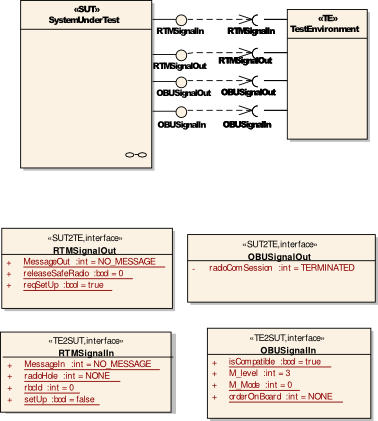 «SUT»
SystemUnderTest
«TE»
TestEnvironment
RTMSignalIn
RTMSignalIn
RTMSignalOut
RTMSignalOut
OBUSignalOut
OBUSignalOut
OBUSignalIn
OBUSignalIn
«SUT2TE,interface»
RTMSignalOut
+ MessageOut :int = NO_MESSAGE
+ releaseSafeRadio :bool = 0
+ reqSetUp :bool = true
«SUT2TE,interface»
OBUSignalOut
- radoComSession :int = TERMINATED
«TE2SUT,interface»
RTMSignalIn
+ MessageIn :int = NO_MESSAGE
+ radoHole :int = NONE
+ rbcId :int = 0
+ setUp :bool = false
«TE2SUT,interface»
OBUSignalIn
+ isCompatible :bool = true
+ M_level :int = 3
+ M_Mode :int = 0
+ orderOnBoard :int = NONE